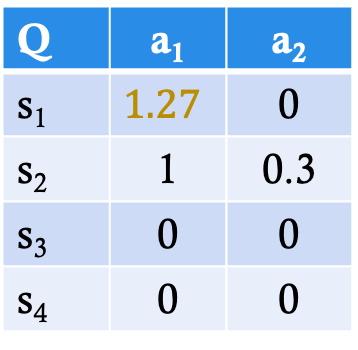 Q a₁ a₂
s₁ 1.27 0
s₂ 1 0.3
s₃ 0 0
s₄ 0 0